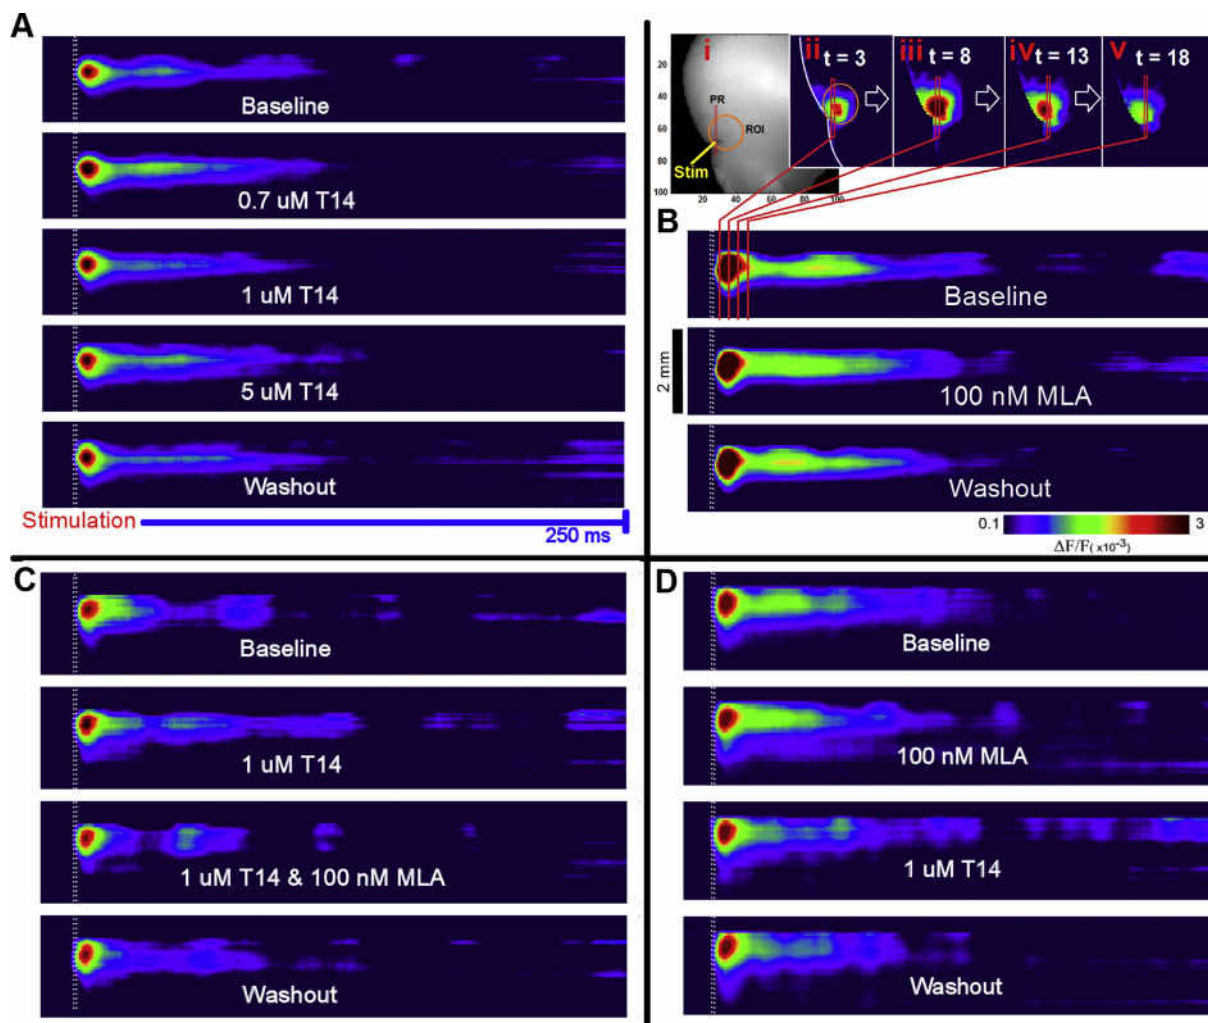 A
Baseline
0.7 uM T14
1 uM T14
5 uM T14
Washout
Stimulation
250 ms
i
ii
t = 3
iii
t = 8
iv
t = 13
v
t = 18
20
40
60
80
100
PR
ROI
Stim
20 40 60 80 100
B
Baseline
2 mm
100 nM MLA
Washout
0.1 3
ΔF/F( x10⁻³)
C
Baseline
1 uM T14
1 uM T14 & 100 nM MLA
Washout
D
Baseline
100 nM MLA
1 uM T14
Washout